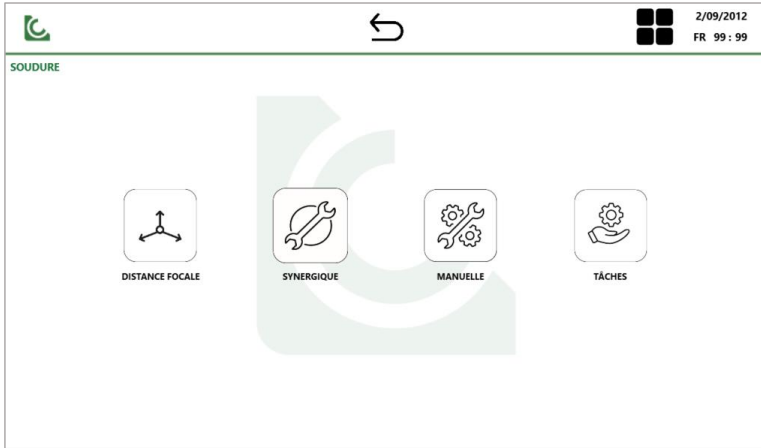 2/09/2012
FR 99 : 99
SOUDURE
DISTANCE FOCALE
SYNERGIQUE
MANUELLE
TÂCHES